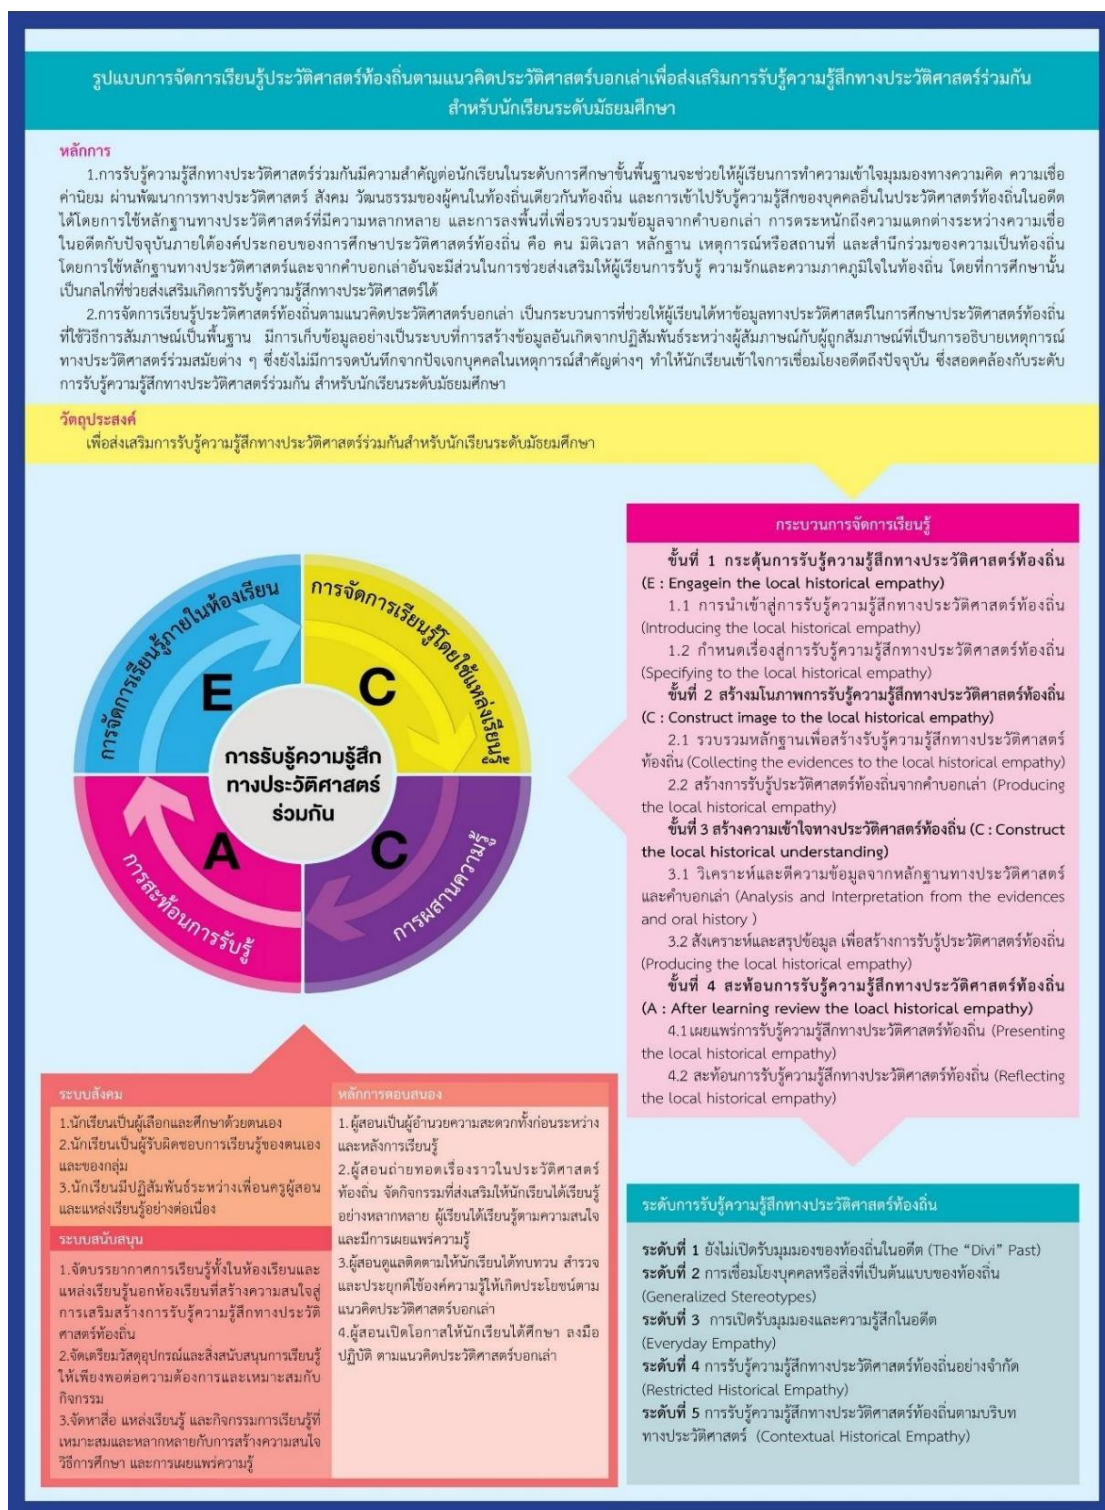 รูปแบบการจัดการเรียนรู้ประวัติศาสตร์ท้องถิ่นตามแนวคิดประวัติศาสตร์บอกเล่าเพื่อส่งเสริมการรับรู้ความรู้สึกทางประวัติศาสตร์ร่วมกัน
สำหรับนักเรียนระดับมัธยมศึกษา
หลักการ
1.การรับรู้ความรู้สึกทางประวัติศาสตร์ร่วมกันมีความสำคัญต่อนักเรียนในระดับการศึกษาขั้นพื้นฐานจะช่วยให้ผู้เรียนการทำความเข้าใจมุมมองทางความคิด ความเชื่อ
ค่านิยม ผ่านพัฒนาการทางประวัติศาสตร์ สังคม วัฒนธรรมของผู้คนในท้องถิ่นเดียวกันท้องถิ่น และการเข้าไปรับรู้ความรู้สึกของบุคคลอื่นในประวัติศาสตร์ท้องถิ่นในอดีต
ได้โดยการใช้หลักฐานทางประวัติศาสตร์ที่มีความหลากหลาย และการลงพื้นที่เพื่อรวบรวมข้อมูลจากคำบอกเล่า การตระหนักถึงความแตกต่างระหว่างความเชื่อ
ในอดีตกับปัจจุบันภายใต้องค์ประกอบของการศึกษาประวัติศาสตร์ท้องถิ่น คือ คน มิติเวลา หลักฐาน เหตุการณ์หรือสถานที่ และสำนึกร่วมของความเป็นท้องถิ่น
โดยการใช้หลักฐานทางประวัติศาสตร์และจากคำบอกเล่าอันจะมีส่วนในการช่วยส่งเสริมให้ผู้เรียนการรับรู้ ความรักและความภาคภูมิใจในท้องถิ่น โดยที่การศึกษานั้น
เป็นกลไกที่ช่วยส่งเสริมเกิดการรับรู้ความรู้สึกทางประวัติศาสตร์ได้
2.การจัดการเรียนรู้ประวัติศาสตร์ท้องถิ่นตามแนวคิดประวัติศาสตร์บอกเล่า เป็นกระบวนการที่ช่วยให้ผู้เรียนได้หาข้อมูลทางประวัติศาสตร์ในการศึกษาประวัติศาสตร์ท้องถิ่น
ที่ใช้วิธีการสัมภาษณ์เป็นพื้นฐาน มีการเก็บข้อมูลอย่างเป็นระบบที่การสร้างข้อมูลอันเกิดจากปฏิสัมพันธ์ระหว่างผู้สัมภาษณ์กับผู้ถูกสัมภาษณ์ที่เป็นการอธิบายเหตุการณ์
ทางประวัติศาสตร์ร่วมสมัยต่าง ๆ ซึ่งยังไม่มีการจดบันทึกจากปัจเจกบุคคลในเหตุการณ์สำคัญต่างๆ ทำให้นักเรียนเข้าใจการเชื่อมโยงอดีตถึงปัจจุบัน ซึ่งสอดคล้องกับระดับ
การรับรู้ความรู้สึกทางประวัติศาสตร์ร่วมกัน สำหรับนักเรียนระดับมัธยมศึกษา
วัตถุประสงค์
เพื่อส่งเสริมการรับรู้ความรู้สึกทางประวัติศาสตร์ร่วมกันสำหรับนักเรียนระดับมัธยมศึกษา
การจัดการเรียนรู้ภายในห้องเรียน
E
การจัดการเรียนรู้โดยใช้แหล่งเรียนรู้
C
การผสานความรู้
C
การสะท้อนการรับรู้
A
การรับรู้ความรู้สึก
ทางประวัติศาสตร์
ร่วมกัน
กระบวนการจัดการเรียนรู้
ขั้นที่ 1 กระตุ้นการรับรู้ความรู้สึกทางประวัติศาสตร์ท้องถิ่น
(E : Engagein the local historical empathy)
1.1 การนำเข้าสู่การรับรู้ความรู้สึกทางประวัติศาสตร์ท้องถิ่น
(Introducing the local historical empathy)
1.2 กำหนดเรื่องสู่การรับรู้ความรู้สึกทางประวัติศาสตร์ท้องถิ่น
(Specifying to the local historical empathy)
ขั้นที่ 2 สร้างมโนภาพการรับรู้ความรู้สึกทางประวัติศาสตร์ท้องถิ่น
(C : Construct image to the local historical empathy)
2.1 รวบรวมหลักฐานเพื่อสร้างรับรู้ความรู้สึกทางประวัติศาสตร์
ท้องถิ่น (Collecting the evidences to the local historical empathy)
2.2 สร้างการรับรู้ประวัติศาสตร์ท้องถิ่นจากคำบอกเล่า (Producing
the local historical empathy)
ขั้นที่ 3 สร้างความเข้าใจทางประวัติศาสตร์ท้องถิ่น (C : Construct
the local historical understanding)
3.1 วิเคราะห์และตีความข้อมูลจากหลักฐานทางประวัติศาสตร์
และคำบอกเล่า (Analysis and Interpretation from the evidences
and oral history )
3.2 สังเคราะห์และสรุปข้อมูล เพื่อสร้างการรับรู้ประวัติศาสตร์ท้องถิ่น
(Producing the local historical empathy)
ขั้นที่ 4 สะท้อนการรับรู้ความรู้สึกทางประวัติศาสตร์ท้องถิ่น
(A : After learning review the loacl historical empathy)
4.1 เผยแพร่การรับรู้ความรู้สึกทางประวัติศาสตร์ท้องถิ่น (Presenting
the local historical empathy)
4.2 สะท้อนการรับรู้ความรู้สึกทางประวัติศาสตร์ท้องถิ่น (Reflecting
the local historical empathy)
ระบบสังคม
1.นักเรียนเป็นผู้เลือกและศึกษาด้วยตนเอง
2.นักเรียนเป็นผู้รับผิดชอบการเรียนรู้ของตนเอง
และของกลุ่ม
3.นักเรียนมีปฏิสัมพันธ์ระหว่างเพื่อนครูผู้สอน
และแหล่งเรียนรู้อย่างต่อเนื่อง
ระบบสนับสนุน
1.จัดบรรยากาศการเรียนรู้ทั้งในห้องเรียนและ
แหล่งเรียนรู้นอกห้องเรียนที่สร้างความสนใจสู่
การเสริมสร้างการรับรู้ความรู้สึกทางประวัติ
ศาสตร์ท้องถิ่น
2.จัดเตรียมวัสดุอุปกรณ์และสิ่งสนับสนุนการเรียนรู้
ให้เพียงพอต่อความต้องการและเหมาะสมกับ
กิจกรรม
3.จัดหาสื่อ แหล่งเรียนรู้ และกิจกรรมการเรียนรู้ที่
เหมาะสมและหลากหลายกับการสร้างความสนใจ
วิธีการศึกษา และการเผยแพร่ความรู้
หลักการตอบสนอง
1. ผู้สอนเป็นผู้อำนวยความสะดวกทั้งก่อนระหว่าง
และหลังการเรียนรู้
2.ผู้สอนถ่ายทอดเรื่องราวในประวัติศาสตร์
ท้องถิ่น จัดกิจกรรมที่ส่งเสริมให้นักเรียนได้เรียนรู้
อย่างหลากหลาย ผู้เรียนได้เรียนรู้ตามความสนใจ
และมีการเผยแพร่ความรู้
3.ผู้สอนดูแลติดตามให้นักเรียนได้ทบทวน สำรวจ
และประยุกต์ใช้องค์ความรู้ให้เกิดประโยชน์ตาม
แนวคิดประวัติศาสตร์บอกเล่า
4.ผู้สอนเปิดโอกาสให้นักเรียนได้ศึกษา ลงมือ
ปฏิบัติ ตามแนวคิดประวัติศาสตร์บอกเล่า
ระดับการรับรู้ความรู้สึกทางประวัติศาสตร์ท้องถิ่น
ระดับที่ 1 ยังไม่เปิดรับมุมมองของท้องถิ่นในอดีต (The “Divi” Past)
ระดับที่ 2 การเชื่อมโยงบุคคลหรือสิ่งที่เป็นต้นแบบของท้องถิ่น
(Generalized Stereotypes)
ระดับที่ 3 การเปิดรับมุมมองและความรู้สึกในอดีต
(Everyday Empathy)
ระดับที่ 4 การรับรู้ความรู้สึกทางประวัติศาสตร์ท้องถิ่นอย่างจำกัด
(Restricted Historical Empathy)
ระดับที่ 5 การรับรู้ความรู้สึกทางประวัติศาสตร์ท้องถิ่นตามบริบท
ทางประวัติศาสตร์ (Contextual Historical Empathy)